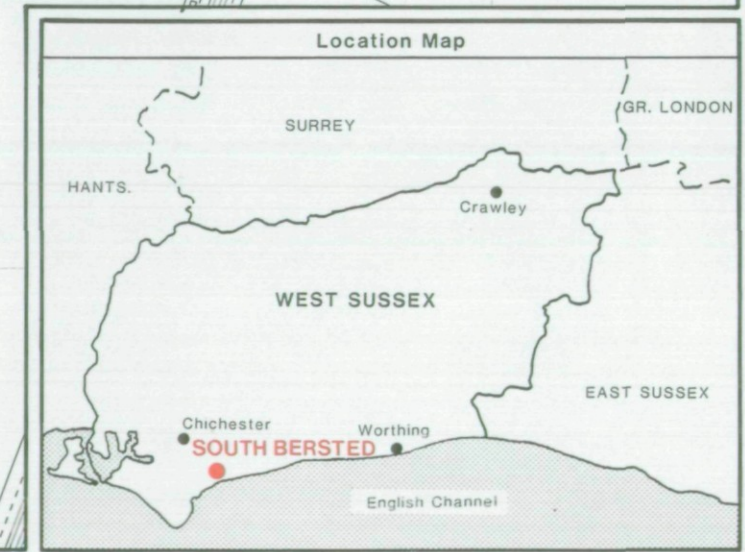 Location Map
GR. LONDON
SURREY
HANTS.
Crawley
WEST SUSSEX
EAST SUSSEX
Chichester
Worthing
SOUTH BERSTED
English Channel